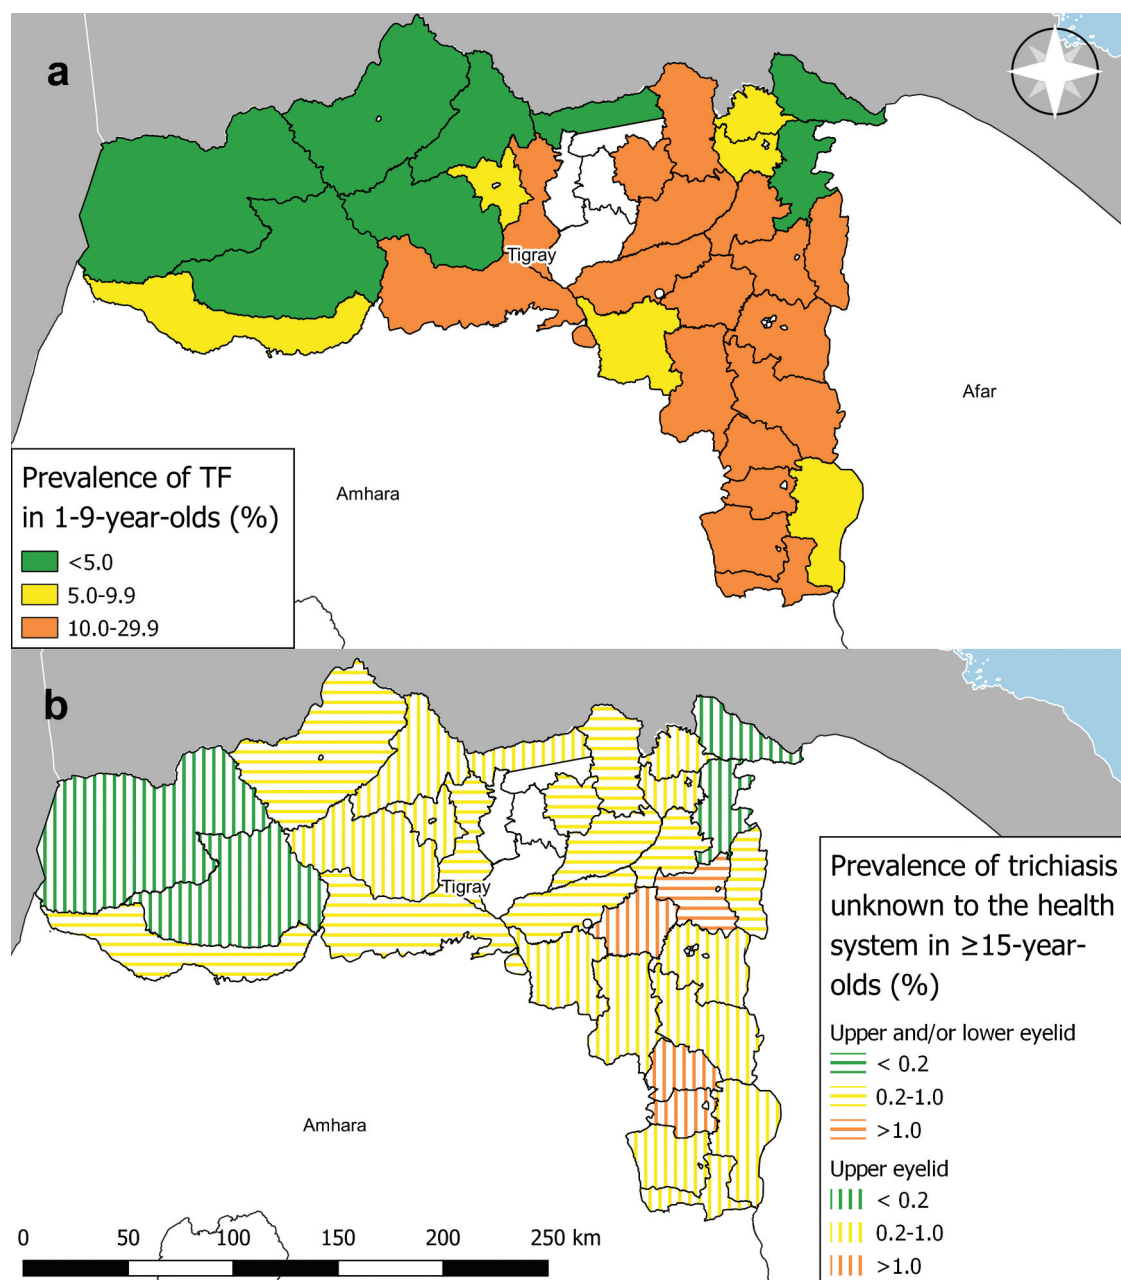 a
Tigray
Afar
Amhara
Prevalence of TF
in 1-9-year-olds (%)
<5.0
5.0-9.9
10.0-29.9
b
Tigray
Amhara
Prevalence of trichiasis
unknown to the health
system in ≥15-year-
olds (%)
Upper and/or lower eyelid
< 0.2
0.2-1.0
>1.0
Upper eyelid
< 0.2
0.2-1.0
>1.0
0 50 100 150 200 250 km